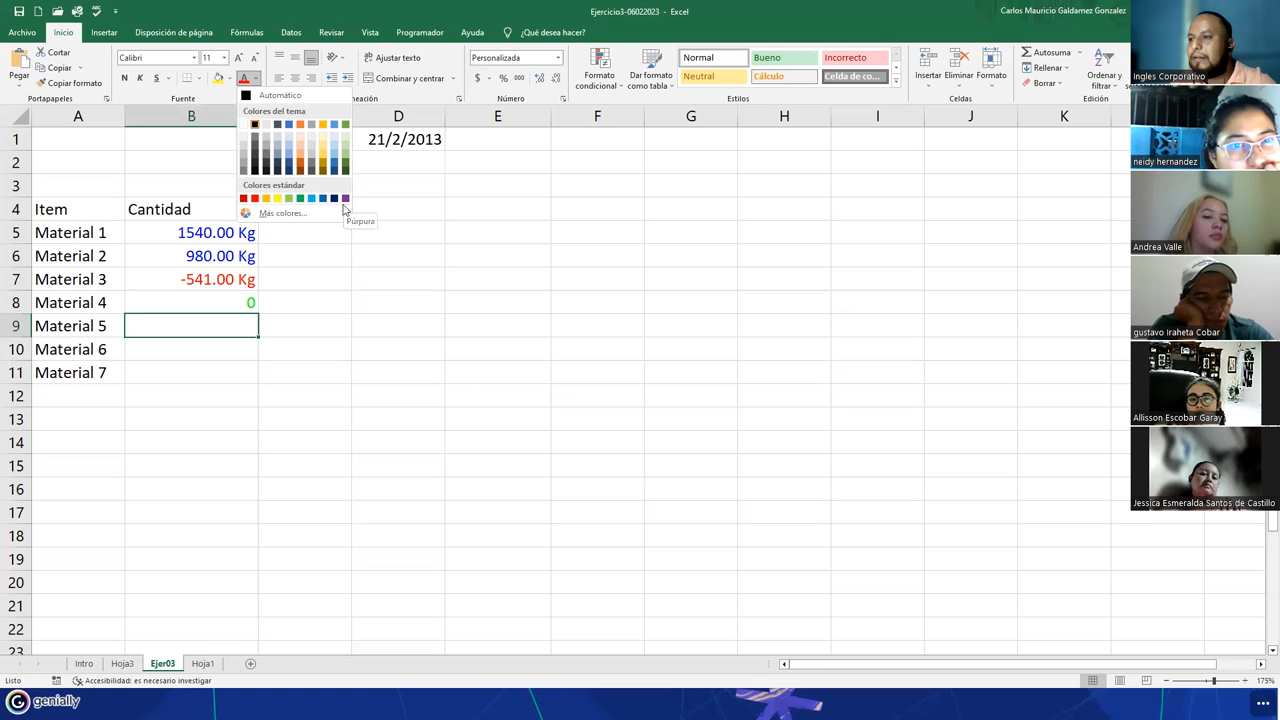 Ejercicio3-06022023 - Excel
Carlos Mauricio Galdamez Gonzalez
Archivo Inicio Insertar Disposición de página Fórmulas Datos Revisar Vista Programador Ayuda ¿Qué desea hacer?
Pegar
Cortar
Copiar
Copiar formato
Portapapeles
Calibri 11
N K S
Fuente
Ajustar texto
Combinar y centrar
neación
Personalizada
$ % 000
Número
Formato condicional
Dar formato como tabla
Normal Bueno Incorrecto
Neutral Cálculo Celda de co...
Estilos
Insertar Eliminar Formato
Celdas
Autosuma
Rellenar
Borrar
Ordenar y filtrar
Edición
Automático
Colores del tema
Colores estándar
Más colores...
Púrpura
A B D E F G H I J K
1 21/2/2013
2
3
4 Item Cantidad
5 Material 1 1540.00 Kg
6 Material 2 980.00 Kg
7 Material 3 -541.00 Kg
8 Material 4 0
9 Material 5
10 Material 6
11 Material 7
12
13
14
15
16
17
18
19
20
21
22
23
Intro Hoja3 Ejer03 Hoja1
Listo Accesibilidad: es necesario investigar 175%
genially
Ingles Corporativo
neidy hernandez
Andrea Valle
gustavo Iraheta Cobar
Allisson Escobar Garay
Jessica Esmeralda Santos de Castillo